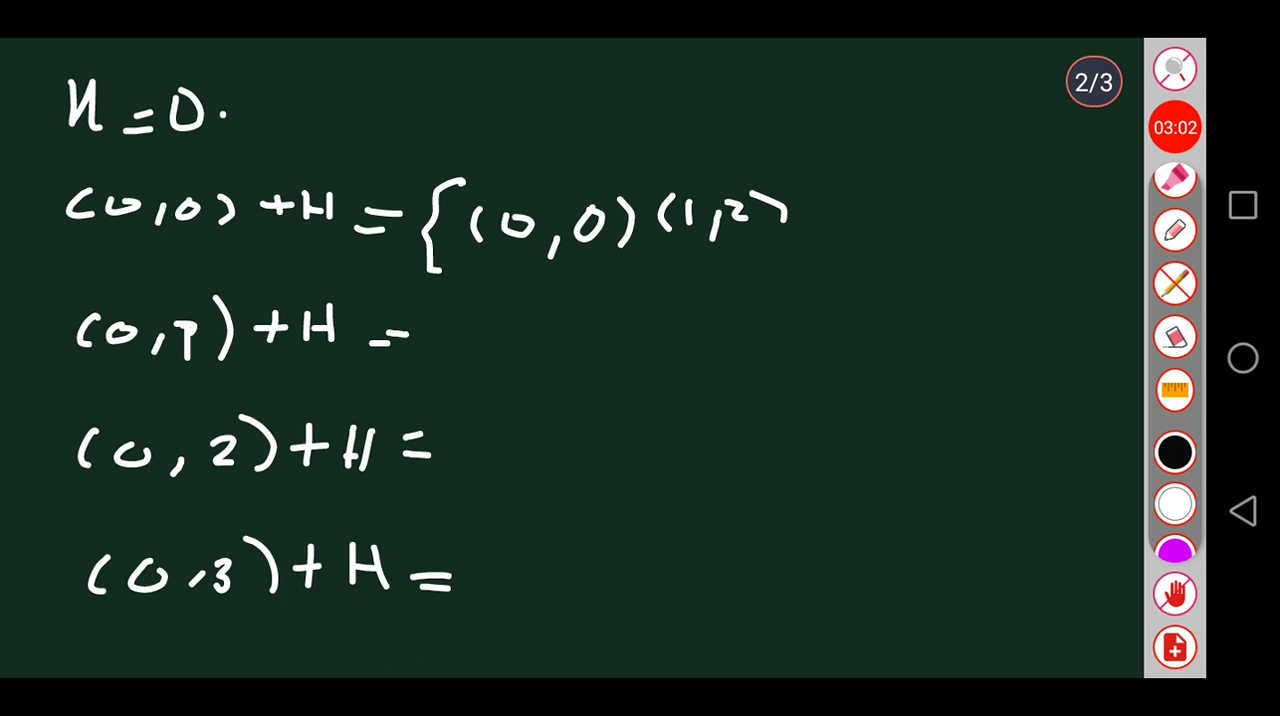 H = 0.
2/3
03:02
(0,0) + H = { (0,0) (1,2)
(0,1) + H =
(0, 2) + H =
(0,3) + H =